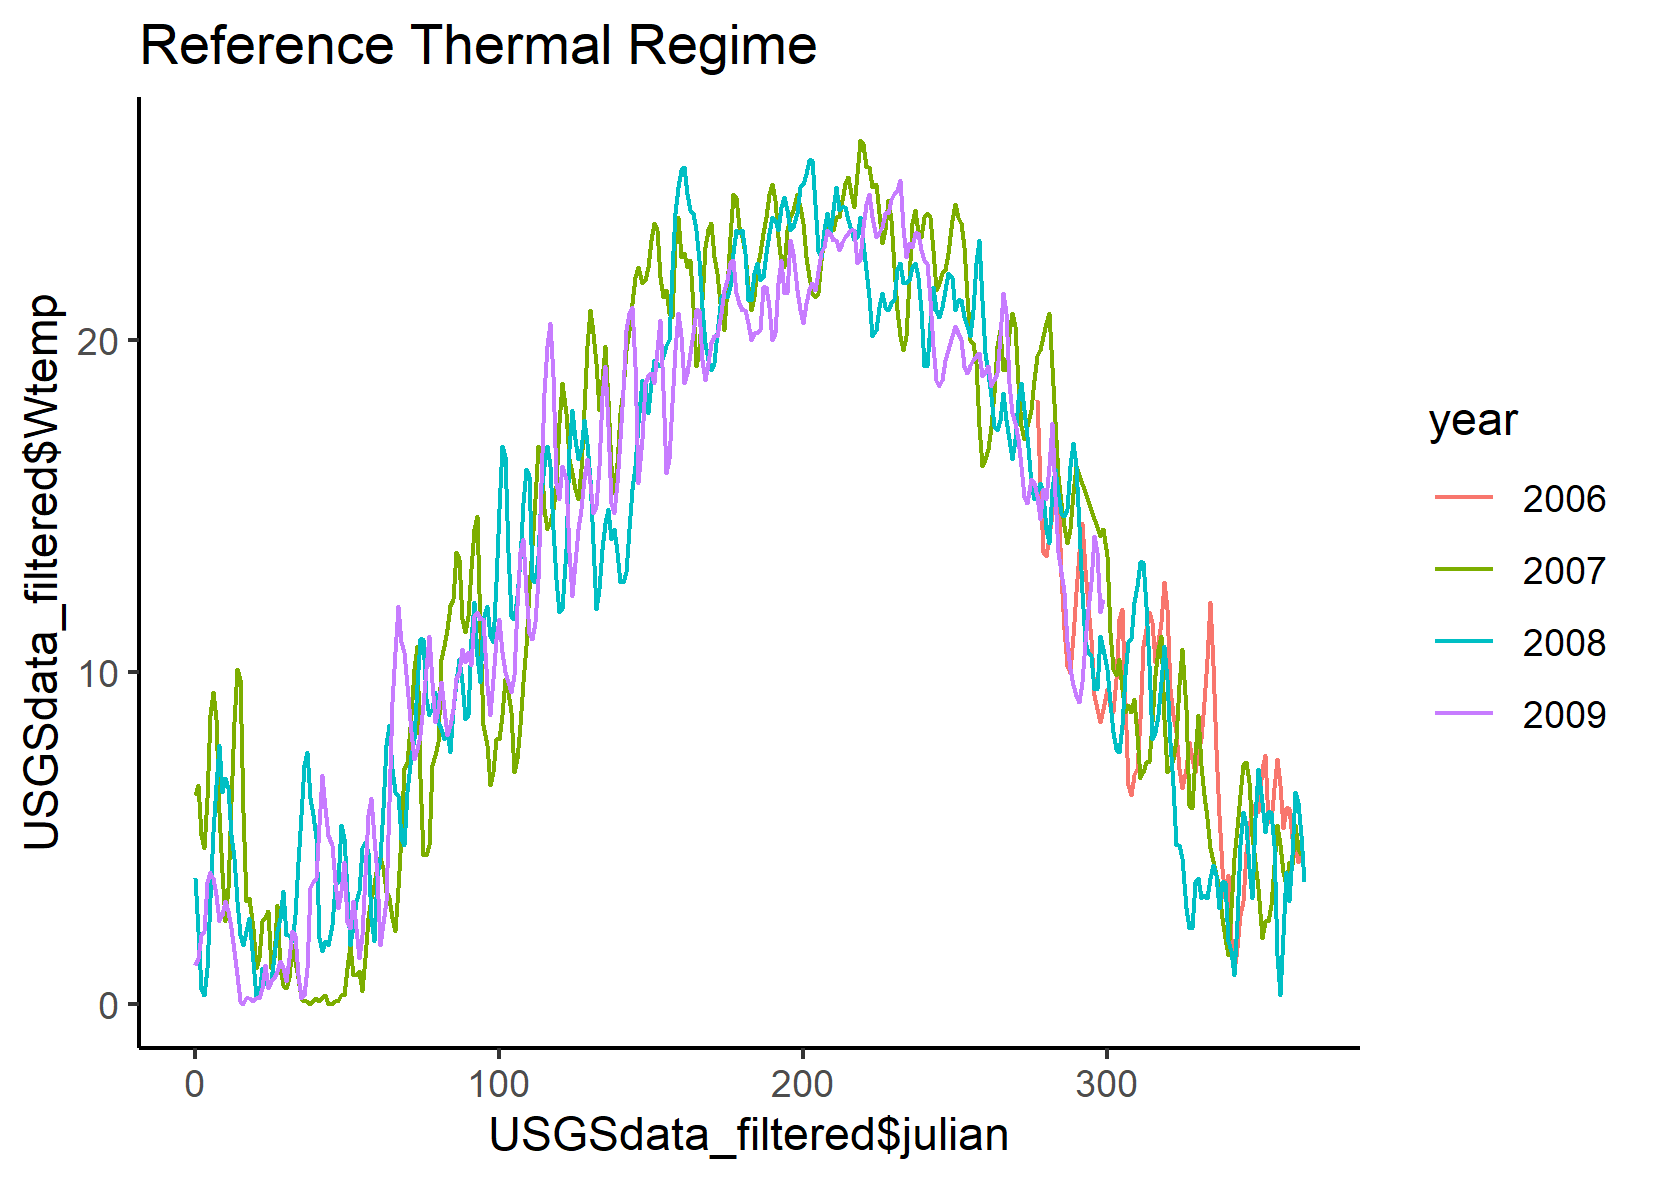 Reference Thermal Regime
USGSdata_filtered$Wtemp
20
10
0
0 100 200 300
USGSdata_filtered$julian
year
2006
2007
2008
2009